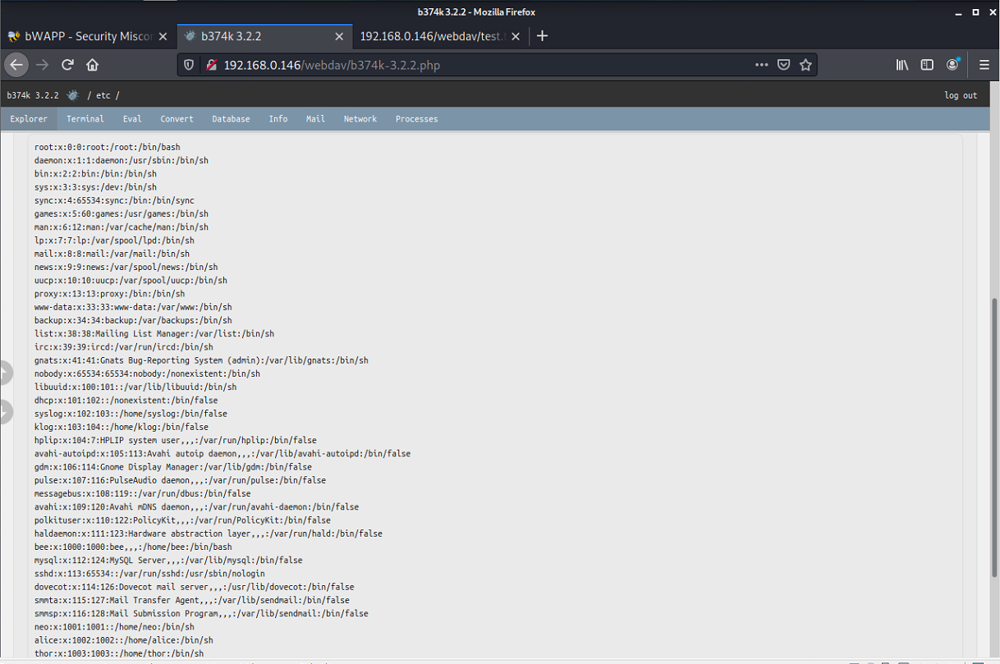 b374k 3.2.2 - Mozilla Firefox
bWAPP - Security Miscon
b374k 3.2.2
192.168.0.146/webdav/test.
192.168.0.146/webdav/b374k-3.2.2.php
b374k 3.2.2 / etc / log out
Explorer Terminal Eval Convert Database Info Mail Network Processes
root:x:0:0:root:/root:/bin/bash
daemon:x:1:1:daemon:/usr/sbin:/bin/sh
bin:x:2:2:bin:/bin:/bin/sh
sys:x:3:3:sys:/dev:/bin/sh
sync:x:4:65534:sync:/bin:/bin/sync
games:x:5:60:games:/usr/games:/bin/sh
man:x:6:12:man:/var/cache/man:/bin/sh
lp:x:7:7:lp:/var/spool/lpd:/bin/sh
mail:x:8:8:mail:/var/mail:/bin/sh
news:x:9:9:news:/var/spool/news:/bin/sh
uucp:x:10:10:uucp:/var/spool/uucp:/bin/sh
proxy:x:13:13:proxy:/bin:/bin/sh
www-data:x:33:33:www-data:/var/www:/bin/sh
backup:x:34:34:backup:/var/backups:/bin/sh
list:x:38:38:Mailing List Manager:/var/list:/bin/sh
irc:x:39:39:ircd:/var/run/ircd:/bin/sh
gnats:x:41:41:Gnats Bug-Reporting System (admin):/var/lib/gnats:/bin/sh
nobody:x:65534:65534:nobody:/nonexistent:/bin/sh
libuuid:x:100:101::/var/lib/libuuid:/bin/sh
dhcp:x:101:102::/nonexistent:/bin/false
syslog:x:102:103::/home/syslog:/bin/false
klog:x:103:104::/home/klog:/bin/false
hplip:x:104:7:HPLIP system user,,,:/var/run/hplip:/bin/false
avahi-autoipd:x:105:113:Avahi autoip daemon,,,:/var/lib/avahi-autoipd:/bin/false
gdm:x:106:114:Gnome Display Manager:/var/lib/gdm:/bin/false
pulse:x:107:116:PulseAudio daemon,,,:/var/run/pulse:/bin/false
messagebus:x:108:119::/var/run/dbus:/bin/false
avahi:x:109:120:Avahi mDNS daemon,,,:/var/run/avahi-daemon:/bin/false
polkituser:x:110:122:PolicyKit,,,:/var/run/PolicyKit:/bin/false
haldaemon:x:111:123:Hardware abstraction layer,,,:/var/run/hald:/bin/false
bee:x:1000:1000:bee,,,:/home/bee:/bin/bash
mysql:x:112:124:MySQL Server,,,:/var/lib/mysql:/bin/false
sshd:x:113:65534::/var/run/sshd:/usr/sbin/nologin
dovecot:x:114:126:Dovecot mail server,,,:/usr/lib/dovecot:/bin/false
smmta:x:115:127:Mail Transfer Agent,,,:/var/lib/sendmail:/bin/false
smmsp:x:116:128:Mail Submission Program,,,:/var/lib/sendmail:/bin/false
neo:x:1001:1001::/home/neo:/bin/sh
alice:x:1002:1002::/home/alice:/bin/sh
thor:x:1003:1003::/home/thor:/bin/sh